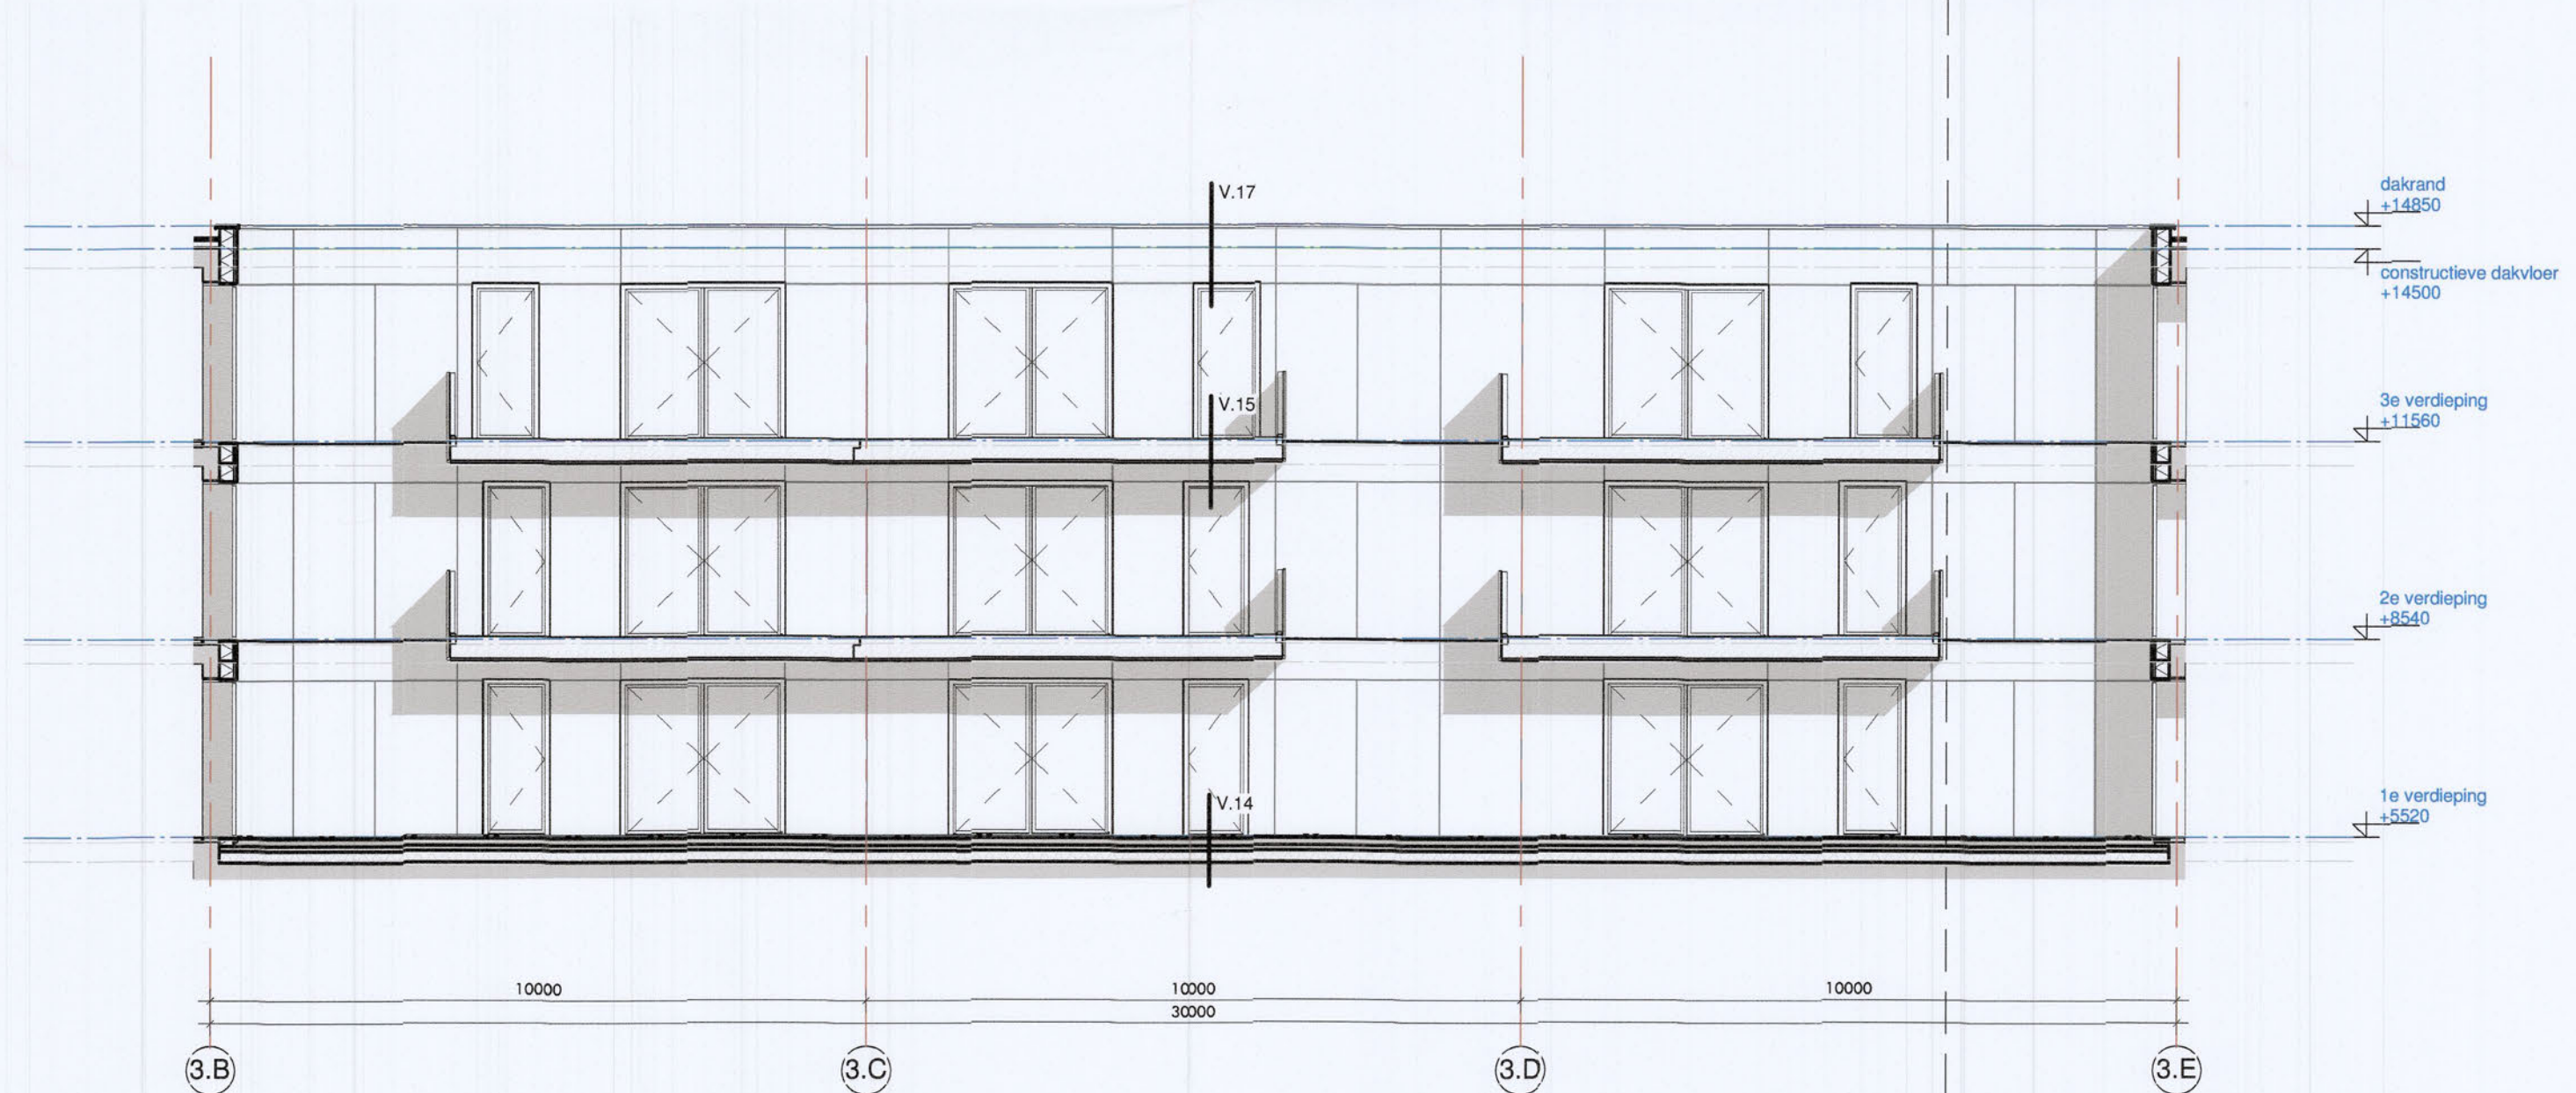 V.17
dakrand
+14850
constructieve dakvloer
+14500
V.15
3e verdieping
+11560
2e verdieping
+8540
V.14
1e verdieping
+5520
10000
10000
10000
30000
3.B
3.C
3.D
3.E